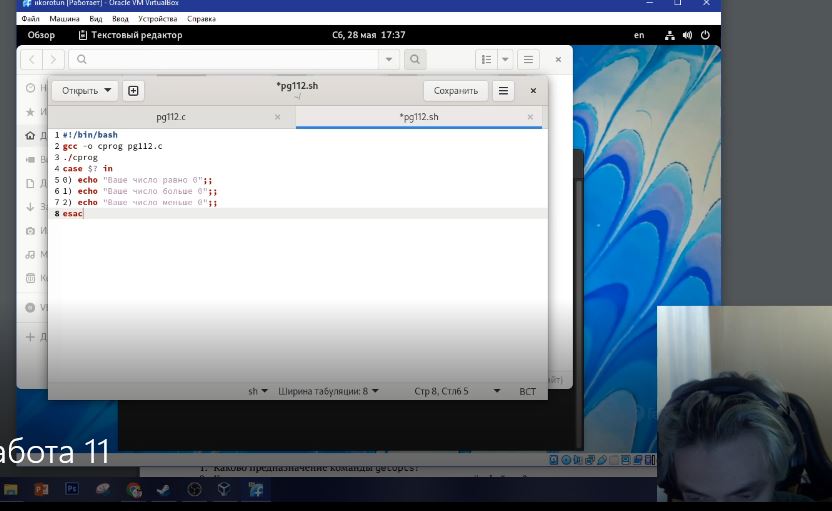 ikorotun [Работает] - Oracle VM VirtualBox
Файл Машина Вид Ввод Устройства Справка
Обзор Текстовый редактор Сб, 28 мая 17:37 en
Открыть *pg112.sh Сохранить
~/
pg112.c *pg112.sh
1 #!/bin/bash
2 gcc -o cprog pg112.c
3 ./cprog
4 case $? in
5 0) echo "Ваше число равно 0";;
6 1) echo "Ваше число больше 0";;
7 2) echo "Ваше число меньше 0";;
8 esac
sh Ширина табуляции: 8 Стр 8, Стлб 5 ВСТ
абота 11
1. Каково предназначение команды getopts?